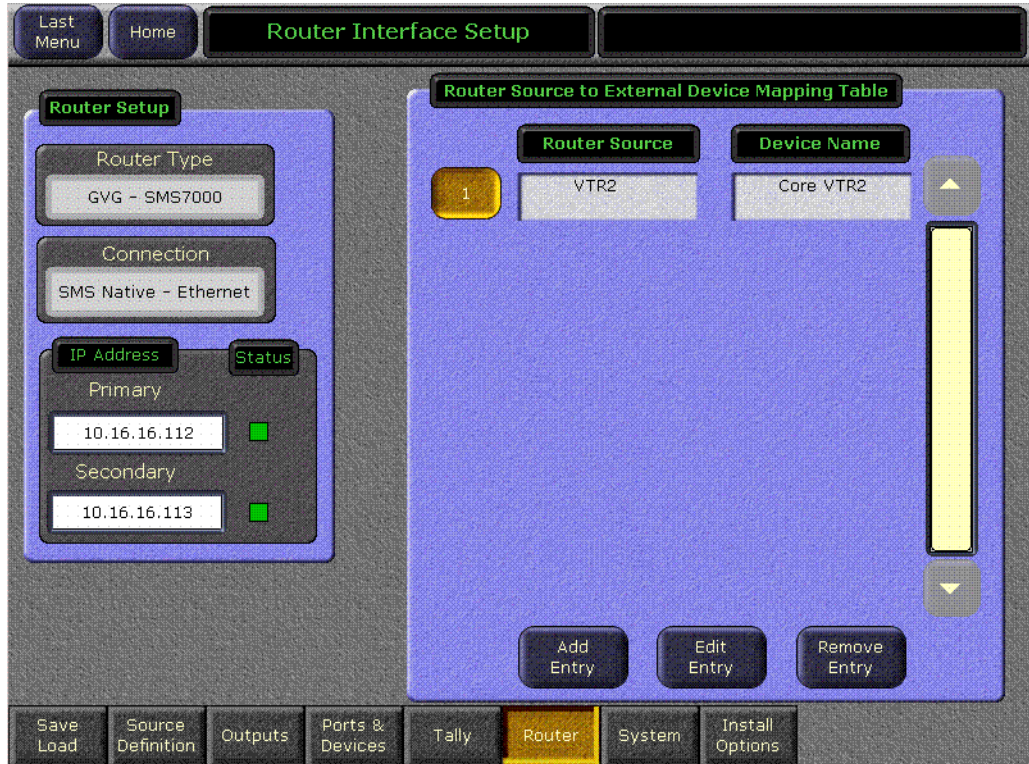 Last
Menu
Home
Router Interface Setup
Router Setup
Router Type
GVG - SMS7000
Connection
SMS Native - Ethernet
IP Address
Status
Primary
10.16.16.112
Secondary
10.16.16.113
Router Source to External Device Mapping Table
Router Source
Device Name
1
VTR2
Core VTR2
Add
Entry
Edit
Entry
Remove
Entry
Save
Load
Source
Definition
Outputs
Ports &
Devices
Tally
Router
System
Install
Options